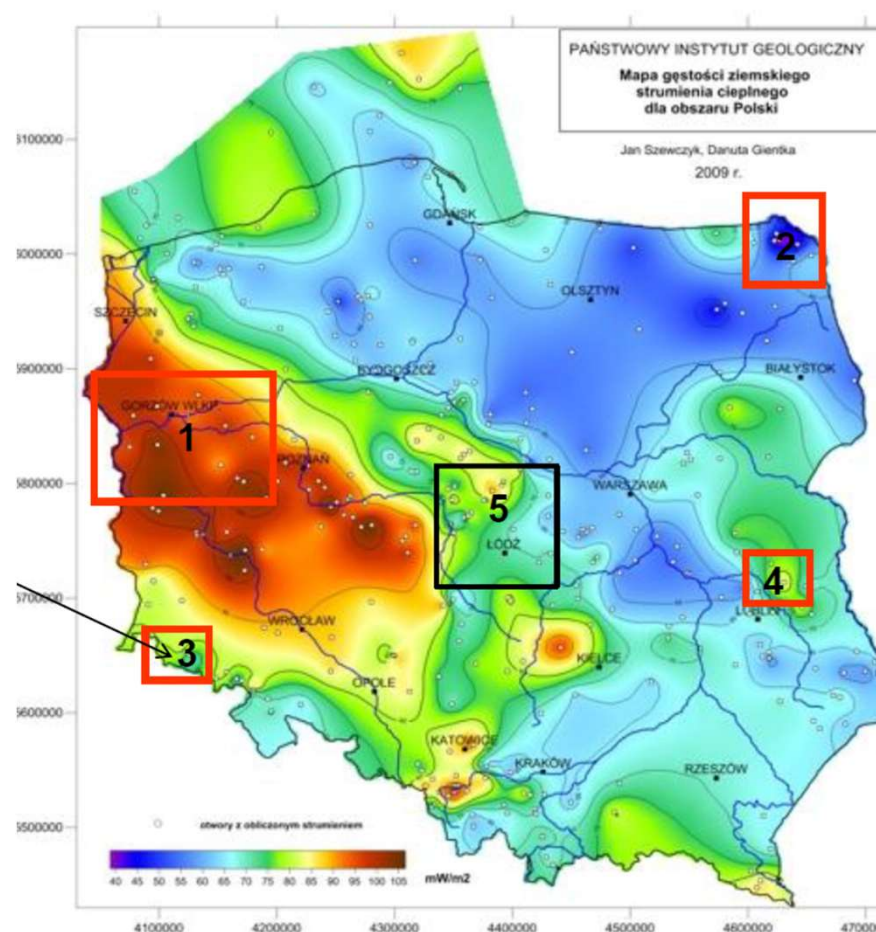 PAŃSTWOWY INSTYTUT GEOLOGICZNY
Mapa gęstości ziemskiego
strumienia cieplnego
dla obszaru Polski
Jan Szewczyk, Danuta Gientka
2009 r.
6100000
GDAŃSK
2
6000000
OLSZTYN
SZCZECIN
5900000
BYDGOSZCZ
BIAŁYSTOK
GORZÓW WLKP
1
POZNAŃ
5800000
WARSZAWA
5
ŁÓDŹ
4
5700000
LUBLIN
WROCŁAW
3
KIELCE
OPOLE
5600000
KATOWICE
KRAKÓW
RZESZÓW
otwory z obliczonym strumieniem
5500000
40 45 50 55 60 65 70 75 80 85 90 95 100 105 mW/m2
4100000 4200000 4300000 4400000 4500000 4600000